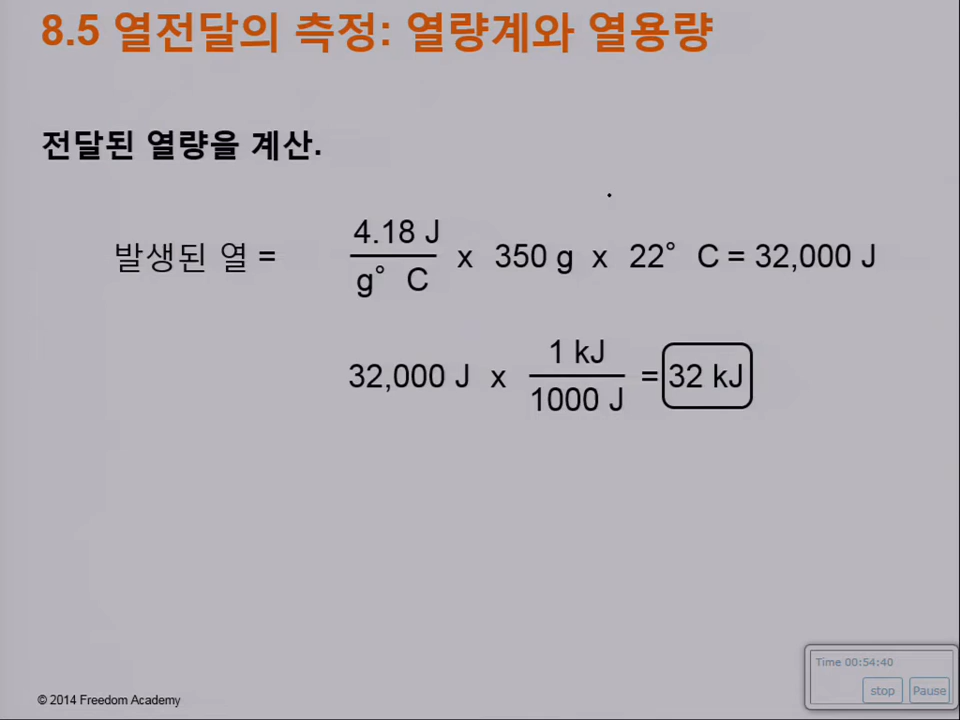 8.5 열전달의 측정: 열량계와 열용량
전달된 열량을 계산.
발생된 열 = 4.18 J / g° C x 350 g x 22° C = 32,000 J
32,000 J x 1 kJ / 1000 J = 32 kJ
Time 00:54:40
stop Pause
© 2014 Freedom Academy